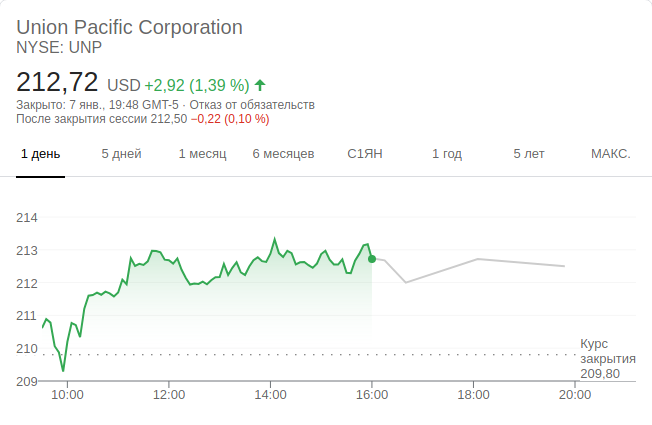 Union Pacific Corporation
NYSE: UNP
212,72 USD +2,92 (1,39 %)
Закрыто: 7 янв., 19:48 GMT-5 · Отказ от обязательств
После закрытия сессии 212,50 −0,22 (0,10 %)
1 день 5 дней 1 месяц 6 месяцев С1ЯН 1 год 5 лет МАКС.
214
213
212
211
210
209
Курс
закрытия
209,80
10:00 12:00 14:00 16:00 18:00 20:00